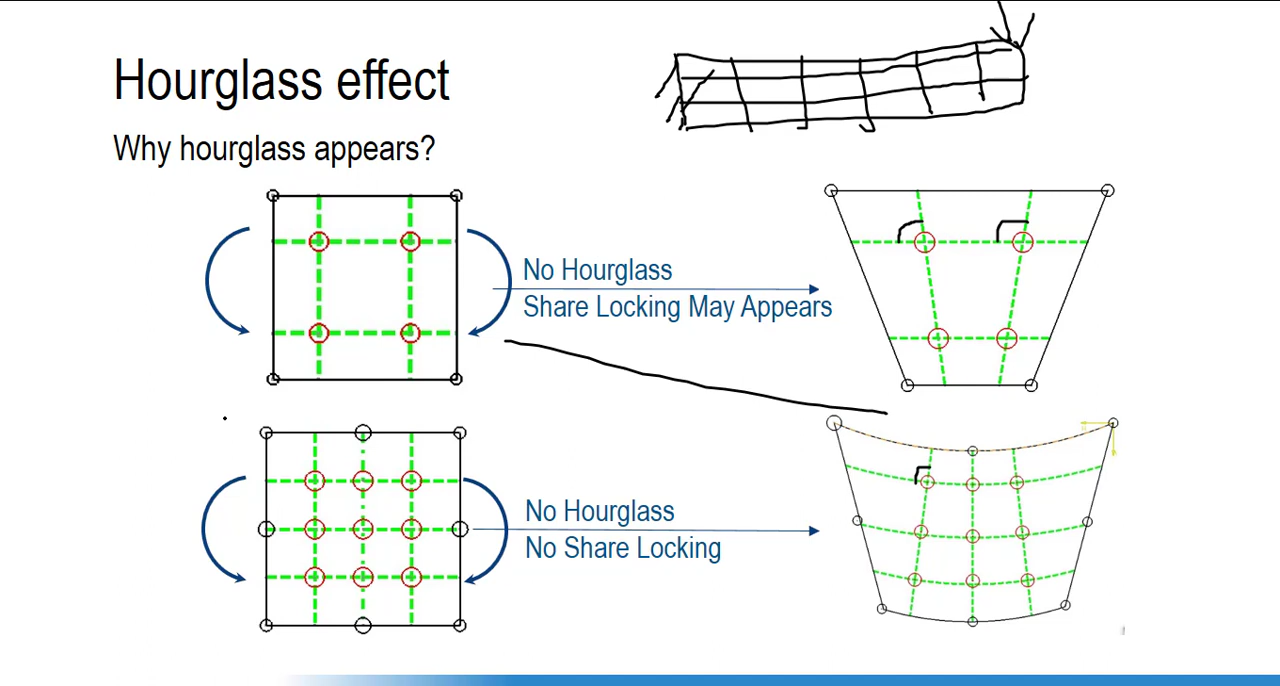 Hourglass effect
Why hourglass appears?
No Hourglass
Share Locking May Appears
No Hourglass
No Share Locking